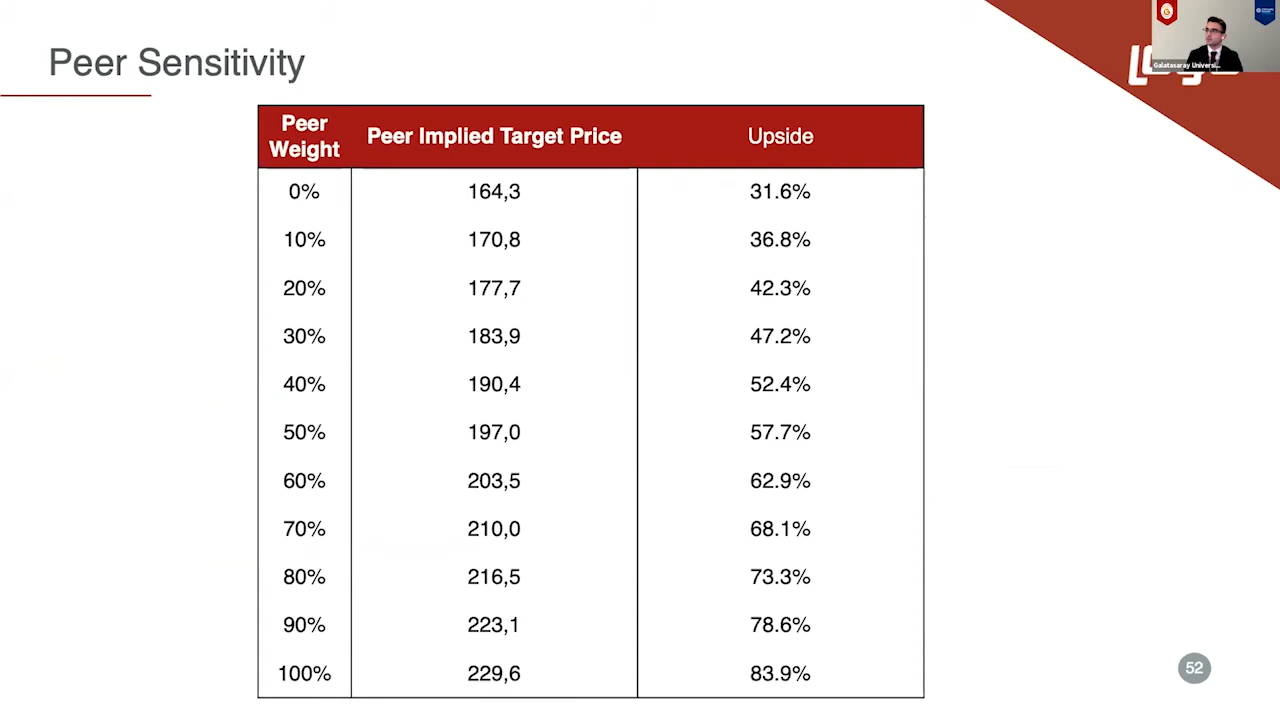 Peer Sensitivity
Galatasaray Universi...
Peer
Weight Peer Implied Target Price Upside
0% 164,3 31.6%
10% 170,8 36.8%
20% 177,7 42.3%
30% 183,9 47.2%
40% 190,4 52.4%
50% 197,0 57.7%
60% 203,5 62.9%
70% 210,0 68.1%
80% 216,5 73.3%
90% 223,1 78.6%
100% 229,6 83.9%
52